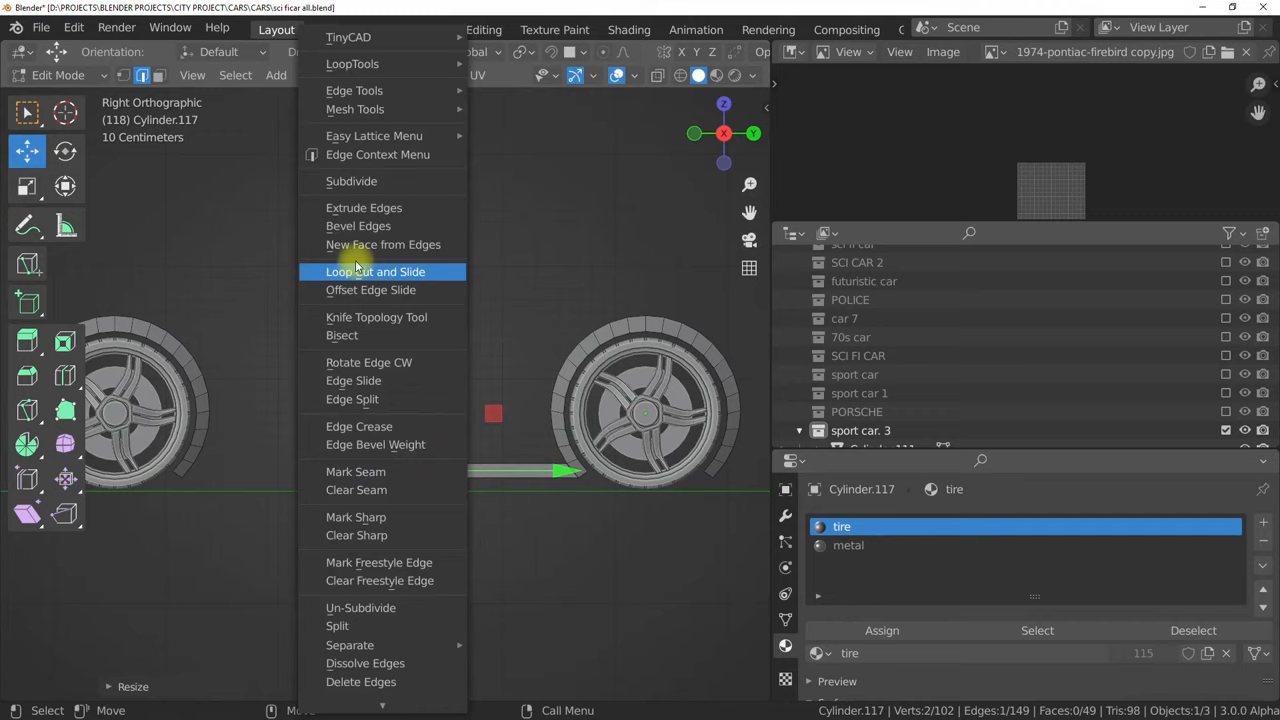 Blender* [D:\PROJECTS\BLENDER PROJECTS\CITY PROJECT\CARS\CARS\sci ficar all.blend]
File Edit Render Window Help Layout Editing Texture Paint Shading Animation Rendering Compositing Scene View Layer
Orientation: Default
Edit Mode View Select Add UV
View View Image 1974-pontiac-firebird copy.jpg
Right Orthographic
(118) Cylinder.117
10 Centimeters
X Y Z
Z
X
Y
TinyCAD
LoopTools
Edge Tools
Mesh Tools
Easy Lattice Menu
Edge Context Menu
Subdivide
Extrude Edges
Bevel Edges
New Face from Edges
Loop Cut and Slide
Offset Edge Slide
Knife Topology Tool
Bisect
Rotate Edge CW
Edge Slide
Edge Split
Edge Crease
Edge Bevel Weight
Mark Seam
Clear Seam
Mark Sharp
Clear Sharp
Mark Freestyle Edge
Clear Freestyle Edge
Un-Subdivide
Split
Separate
Dissolve Edges
Delete Edges
SCI CAR 2
futuristic car
POLICE
car 7
70s car
SCI FI CAR
sport car
sport car 1
PORSCHE
sport car. 3
Cylinder.117 tire
tire
metal
Assign Select Deselect
tire 115
Preview
Resize
Select Move Call Menu
Cylinder.117 | Verts:2/102 | Edges:1/149 | Faces:0/49 | Tris:98 | Objects:1/3 | 3.0.0 Alpha